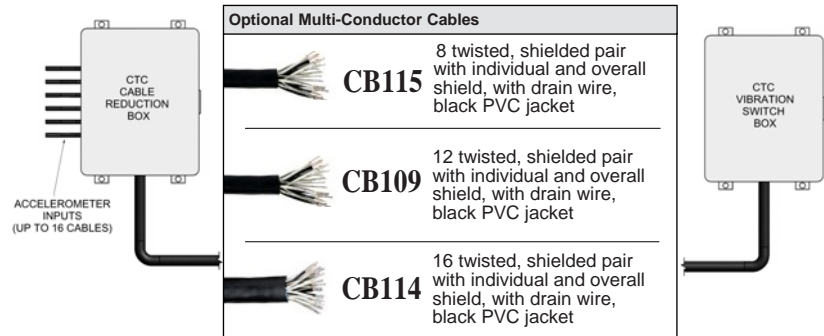 Optional Multi-Conductor Cables
CTC
CABLE
REDUCTION
BOX
ACCELEROMETER
INPUTS
(UP TO 16 CABLES)
CB115
8 twisted, shielded pair
with individual and overall
shield, with drain wire,
black PVC jacket
CB109
12 twisted, shielded pair
with individual and overall
shield, with drain wire,
black PVC jacket
CB114
16 twisted, shielded pair
with individual and overall
shield, with drain wire,
black PVC jacket
CTC
VIBRATION
SWITCH
BOX